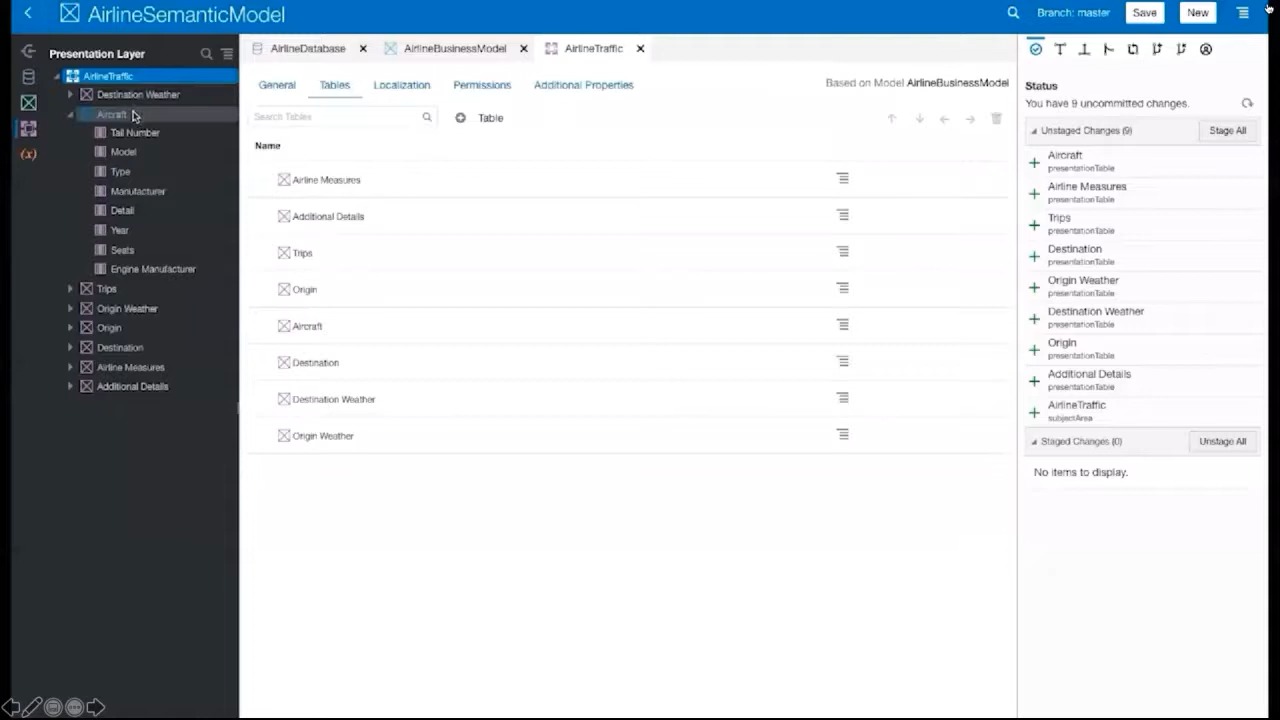 AirlineSemanticModel
Branch: master
Save
New
Presentation Layer
AirlineTraffic
Destination Weather
Aircraft
Tail Number
Model
Type
Manufacturer
Detail
Year
Seats
Engine Manufacturer
Trips
Origin Weather
Origin
Destination
Airline Measures
Additional Details
AirlineDatabase
AirlineBusinessModel
AirlineTraffic
General
Tables
Localization
Permissions
Additional Properties
Based on Model AirlineBusinessModel
Search Tables
Table
Name
Airline Measures
Additional Details
Trips
Origin
Aircraft
Destination
Destination Weather
Origin Weather
Status
You have 9 uncommitted changes.
Unstaged Changes (9)
Stage All
Aircraft
presentationTable
Airline Measures
presentationTable
Trips
presentationTable
Destination
presentationTable
Origin Weather
presentationTable
Destination Weather
presentationTable
Origin
presentationTable
Additional Details
presentationTable
AirlineTraffic
subjectArea
Staged Changes (0)
Unstage All
No items to display.
(x)